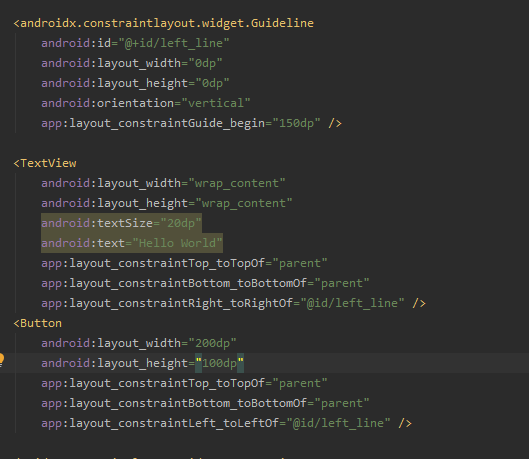 <androidx.constraintlayout.widget.Guideline
android:id="@+id/left_line"
android:layout_width="0dp"
android:layout_height="0dp"
android:orientation="vertical"
app:layout_constraintGuide_begin="150dp" />
<TextView
android:layout_width="wrap_content"
android:layout_height="wrap_content"
android:textSize="20dp"
android:text="Hello World"
app:layout_constraintTop_toTopOf="parent"
app:layout_constraintBottom_toBottomOf="parent"
app:layout_constraintRight_toRightOf="@id/left_line" />
<Button
android:layout_width="200dp"
android:layout_height="100dp"
app:layout_constraintTop_toTopOf="parent"
app:layout_constraintBottom_toBottomOf="parent"
app:layout_constraintLeft_toLeftOf="@id/left_line" />